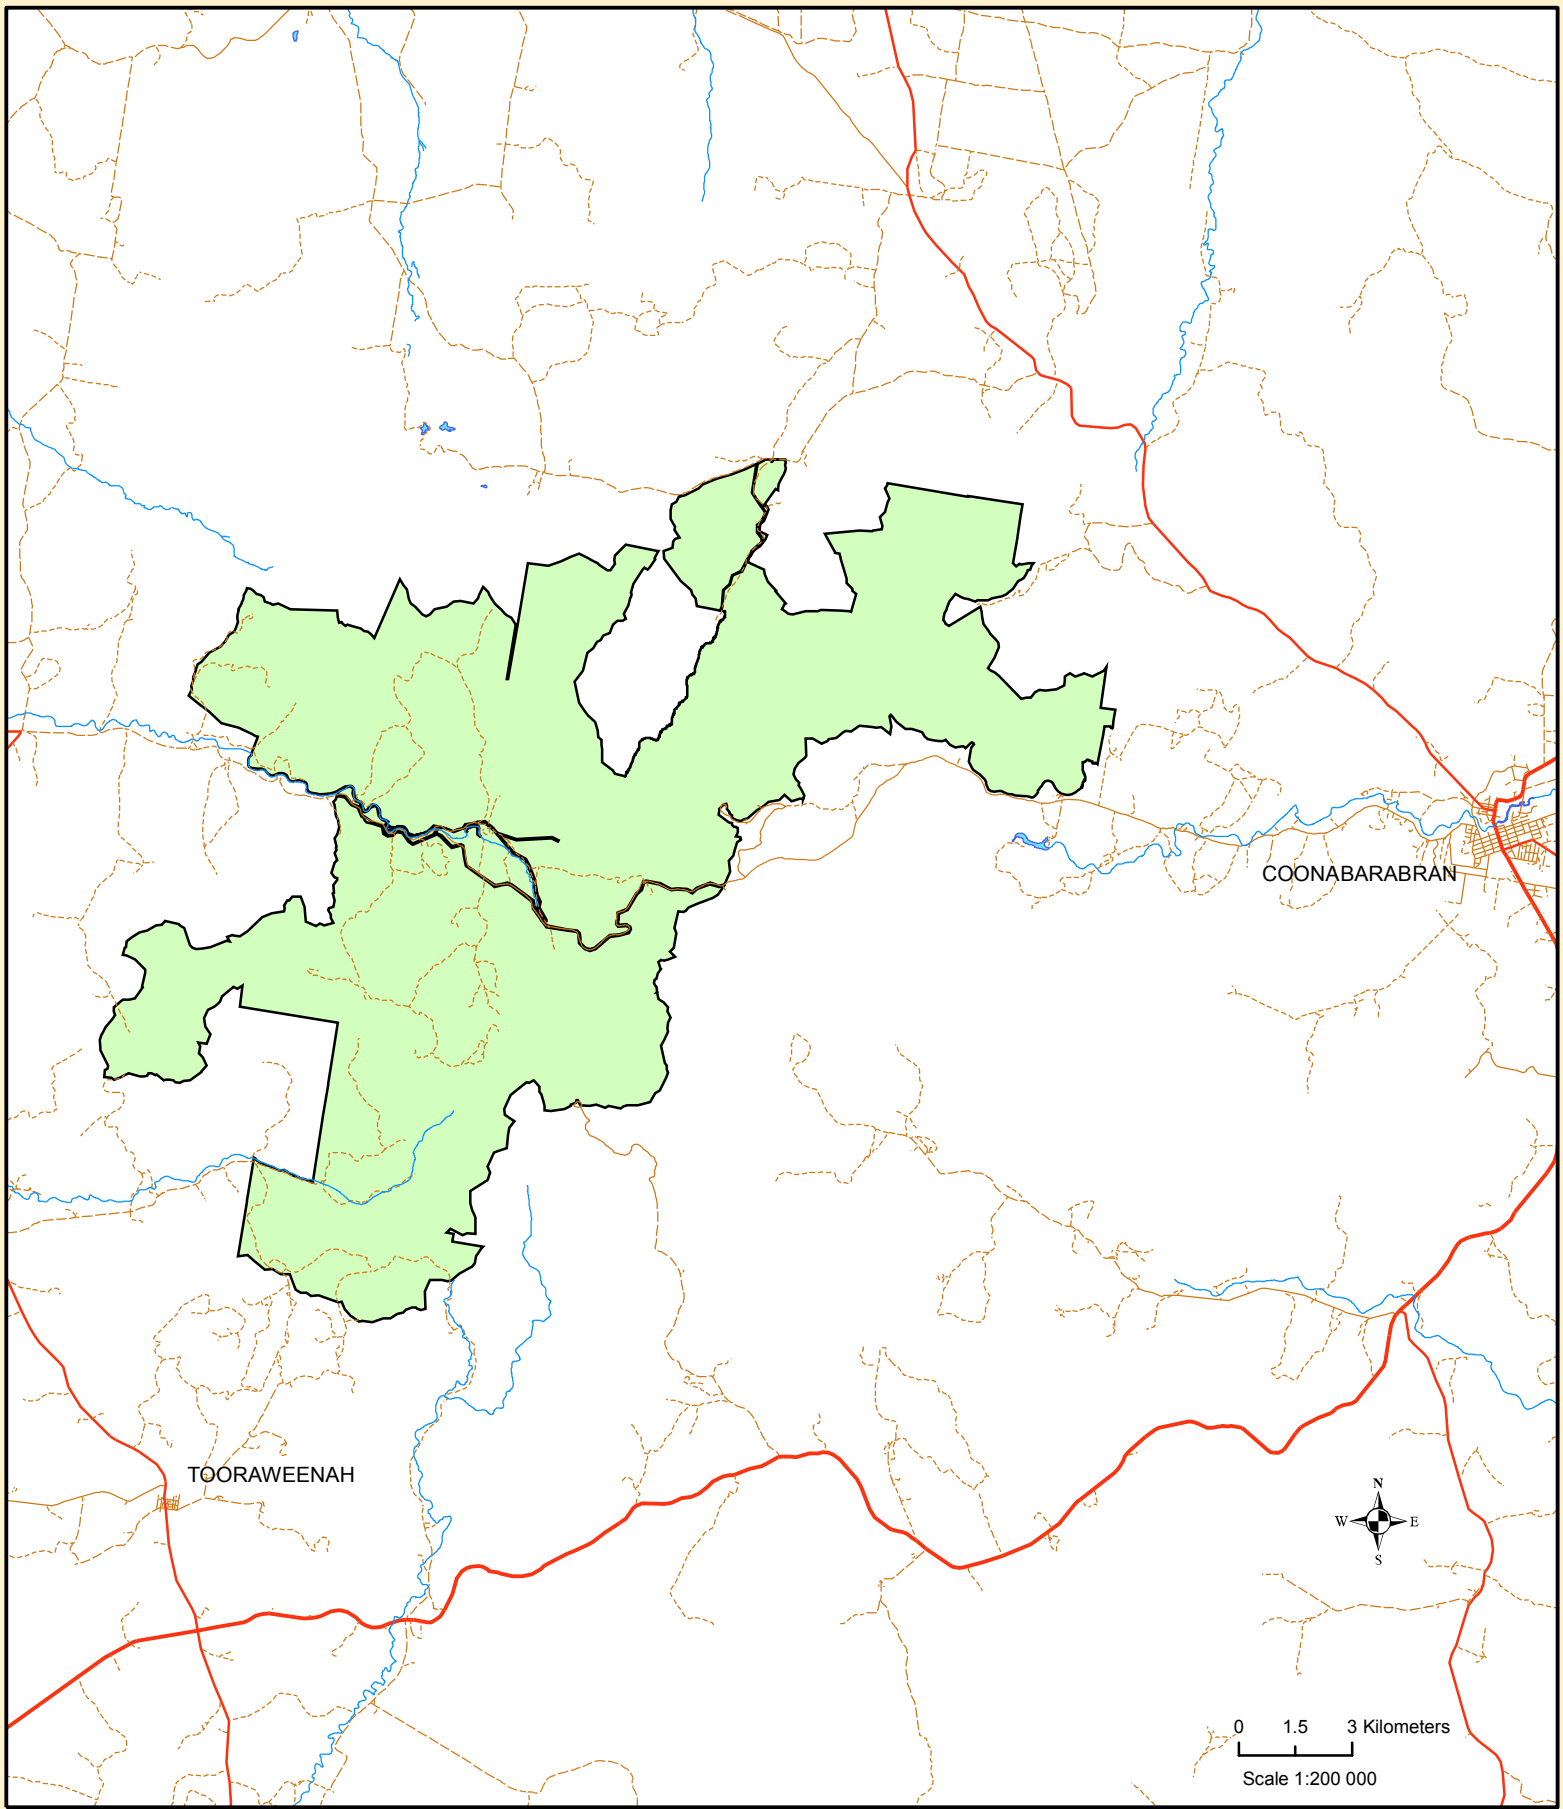 COONABARABRAN
TOORAWEENAH
N
W E
S
0 1.5 3 Kilometers
Scale 1:200 000